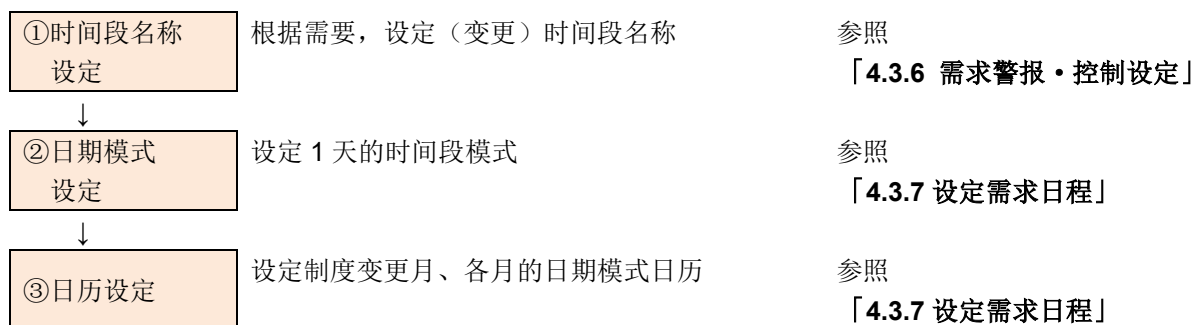 ①时间段名称
设定
根据需要，设定（变更）时间段名称
参照
「4.3.6 需求警报・控制设定」
↓
②日期模式
设定
设定 1 天的时间段模式
参照
「4.3.7 设定需求日程」
↓
③日历设定
设定制度变更月、各月的日期模式日历
参照
「4.3.7 设定需求日程」